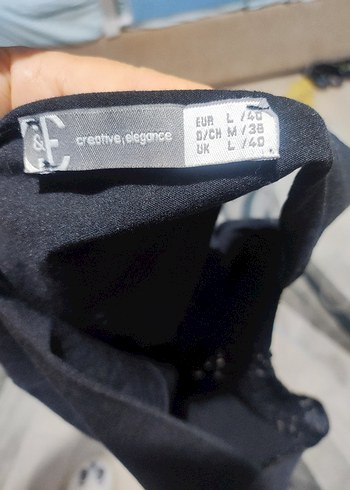 &E
creative elegance
EUR L /40
D/CH M /38
UK L /40